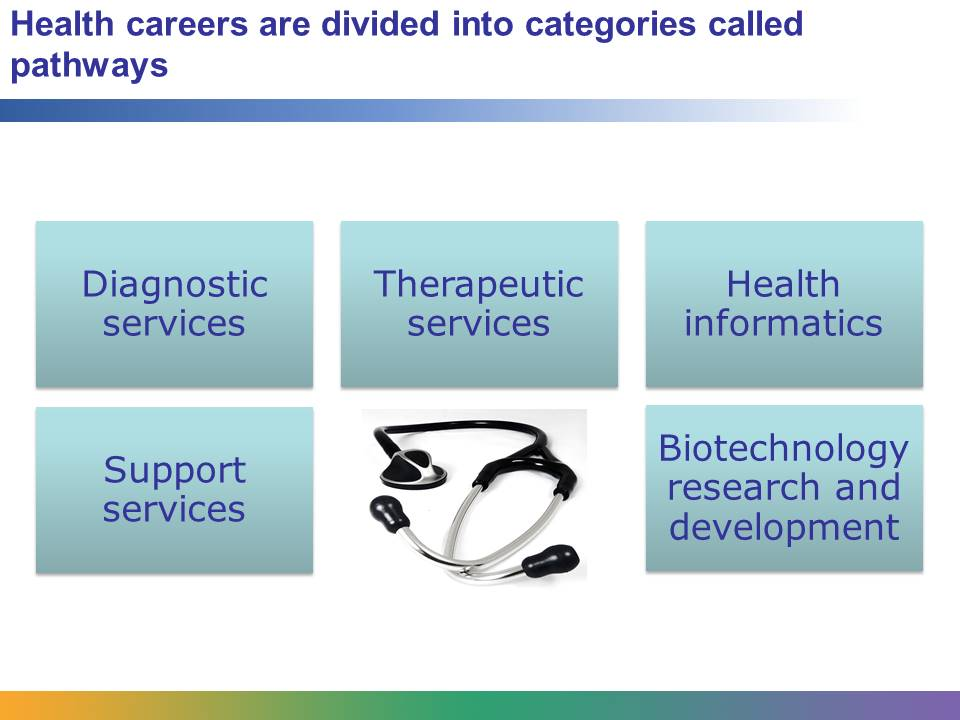 Health careers are divided into categories called
pathways
Diagnostic
services
Therapeutic
services
Health
informatics
Support
services
Biotechnology
research and
development